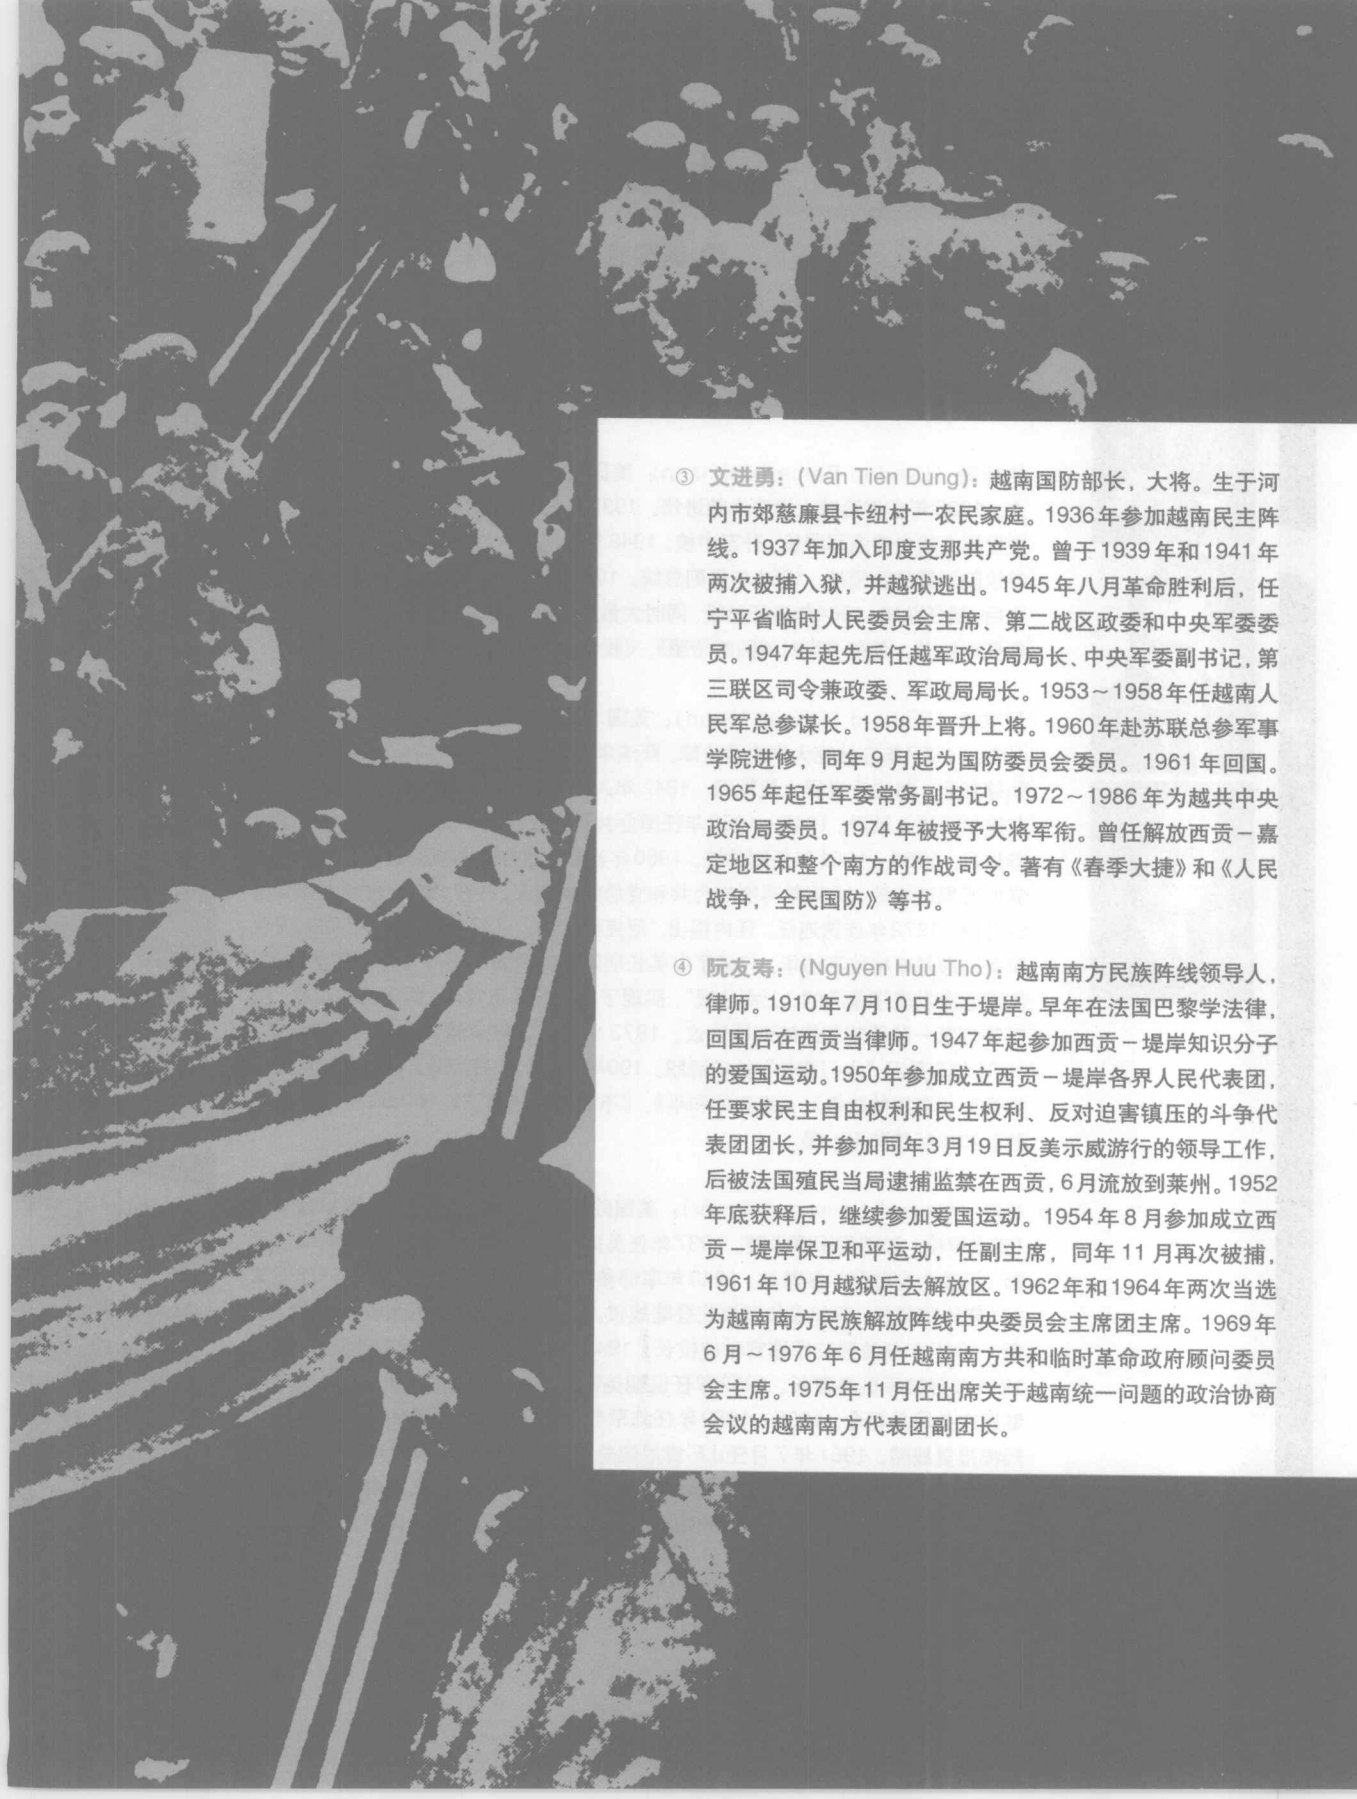 ③ 文进勇：(Van Tien Dung)：越南国防部长，大将。生于河
内市郊慈廉县卡纽村一农民家庭。1936年参加越南民主阵
线。1937年加入印度支那共产党。曾于1939年和1941年
两次被捕入狱，并越狱逃出。1945年八月革命胜利后，任
宁平省临时人民委员会主席、第二战区政委和中央军委委
员。1947年起先后任越军政治局局长、中央军委副书记，第
三联区司令兼政委、军政局局长。1953～1958年任越南人
民军总参谋长。1958年晋升上将。1960年赴苏联总参军事
学院进修，同年9月起为国防委员会委员。1961年回国。
1965年起任军委常务副书记。1972～1986年为越共中央
政治局委员。1974年被授予大将军衔。曾任解放西贡－嘉
定地区和整个南方的作战司令。著有《春季大捷》和《人民
战争，全民国防》等书。
④ 阮友寿：(Nguyen Huu Tho)：越南南方民族阵线领导人，
律师。1910年7月10日生于堤岸。早年在法国巴黎学法律，
回国后在西贡当律师。1947年起参加西贡－堤岸知识分子
的爱国运动。1950年参加成立西贡－堤岸各界人民代表团，
任要求民主自由权利和民生权利、反对迫害镇压的斗争代
表团团长，并参加同年3月19日反美示威游行的领导工作，
后被法国殖民当局逮捕监禁在西贡，6月流放到莱州。1952
年底获释后，继续参加爱国运动。1954年8月参加成立西
贡－堤岸保卫和平运动，任副主席，同年11月再次被捕，
1961年10月越狱后去解放区。1962年和1964年两次当选
为越南南方民族解放阵线中央委员会主席团主席。1969年
6月～1976年6月任越南南方共和临时革命政府顾问委员
会主席。1975年11月任出席关于越南统一问题的政治协商
会议的越南南方代表团副团长。